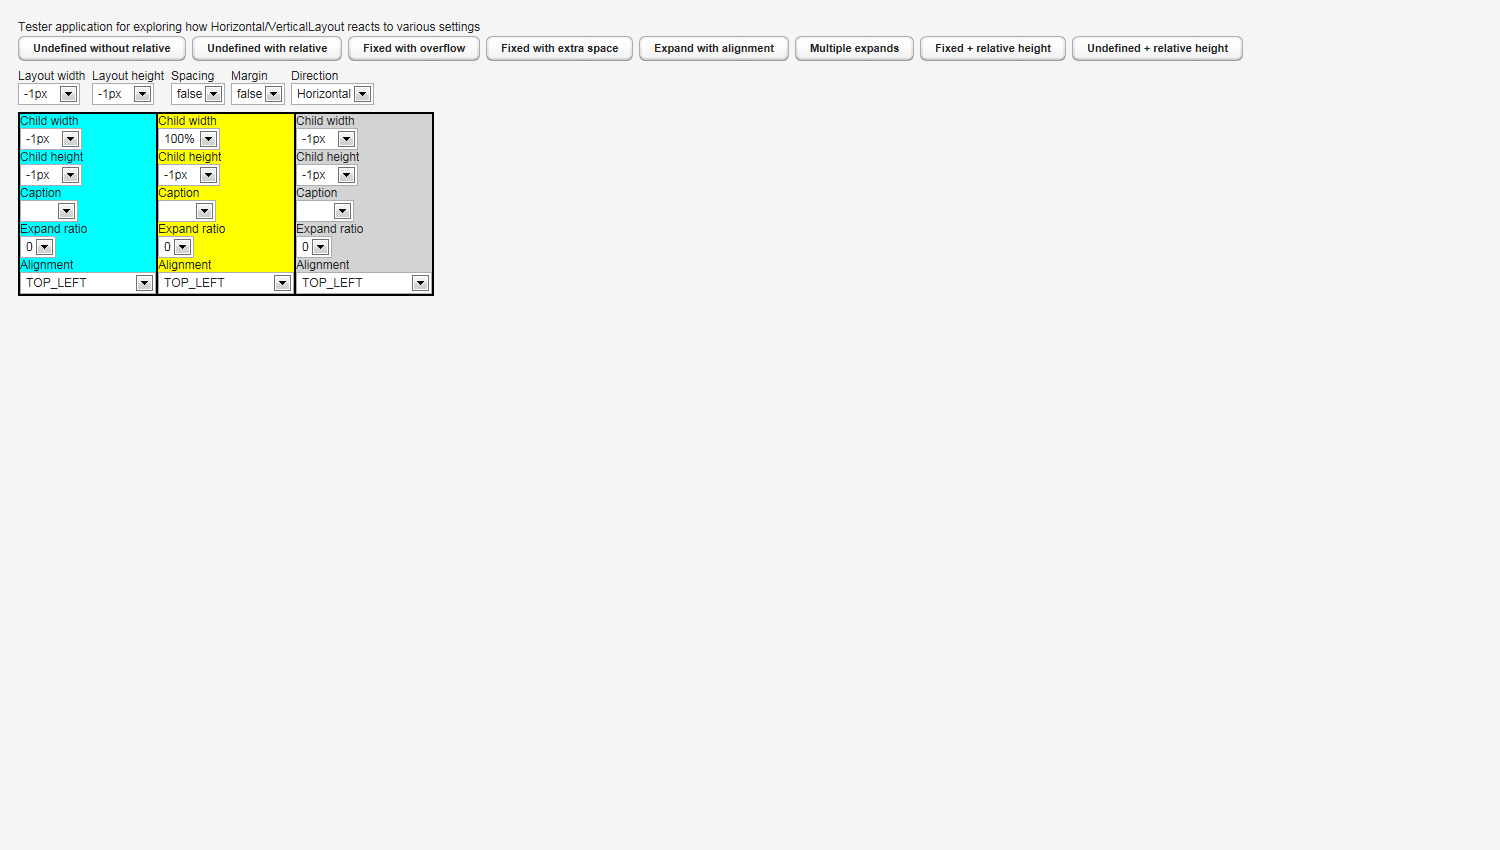 Tester application for exploring how Horizontal/VerticalLayout reacts to various settings
Undefined without relative Undefined with relative Fixed with overflow Fixed with extra space Expand with alignment Multiple expands Fixed + relative height Undefined + relative height
Layout width Layout height Spacing Margin Direction
-1px -1px false false Horizontal
Child width Child width Child width
-1px 100% -1px
Child height Child height Child height
-1px -1px -1px
Caption Caption Caption
Expand ratio Expand ratio Expand ratio
0 0 0
Alignment Alignment Alignment
TOP_LEFT TOP_LEFT TOP_LEFT